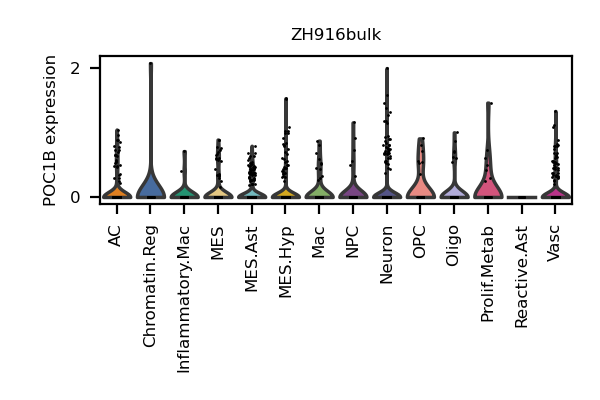 ZH916bulk
POC1B expression
2
0
AC
Chromatin.Reg
Inflammatory.Mac
MES
MES.Ast
MES.Hyp
Mac
NPC
Neuron
OPC
Oligo
Prolif.Metab
Reactive.Ast
Vasc